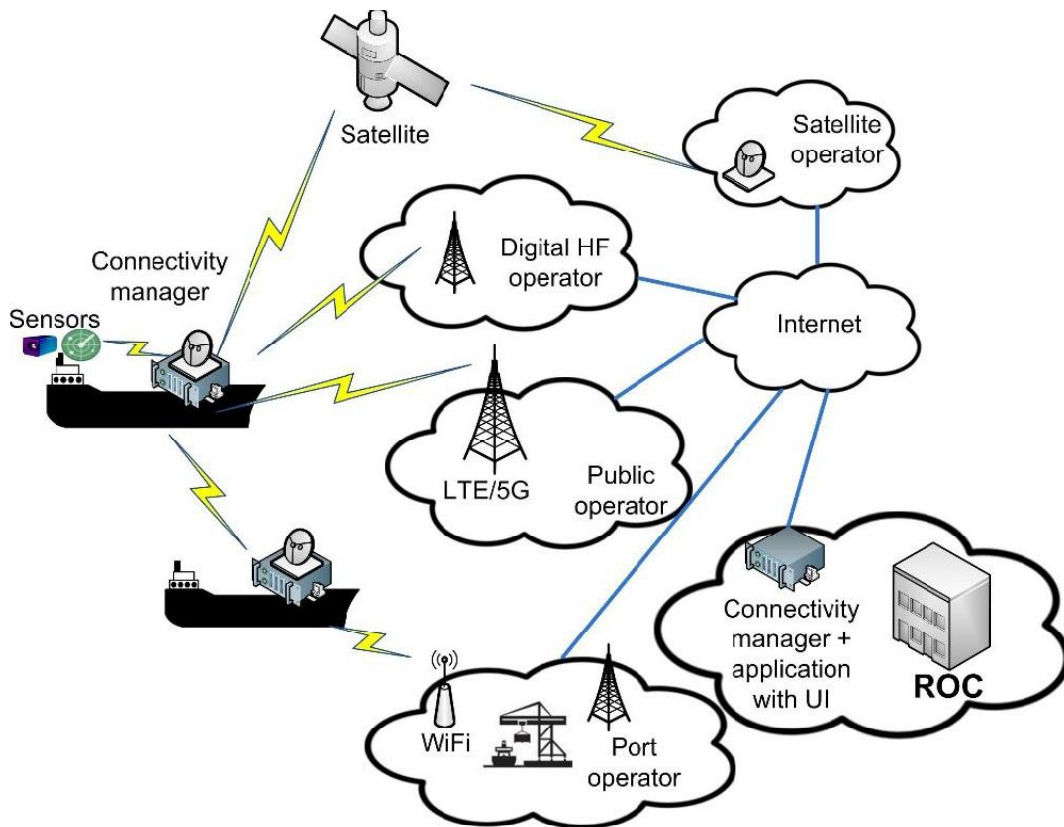 Satellite
Satellite
operator
Digital HF
operator
Connectivity
manager
Sensors
Internet
LTE/5G
Public
operator
Connectivity
manager +
application
with UI
ROC
WiFi
Port
operator